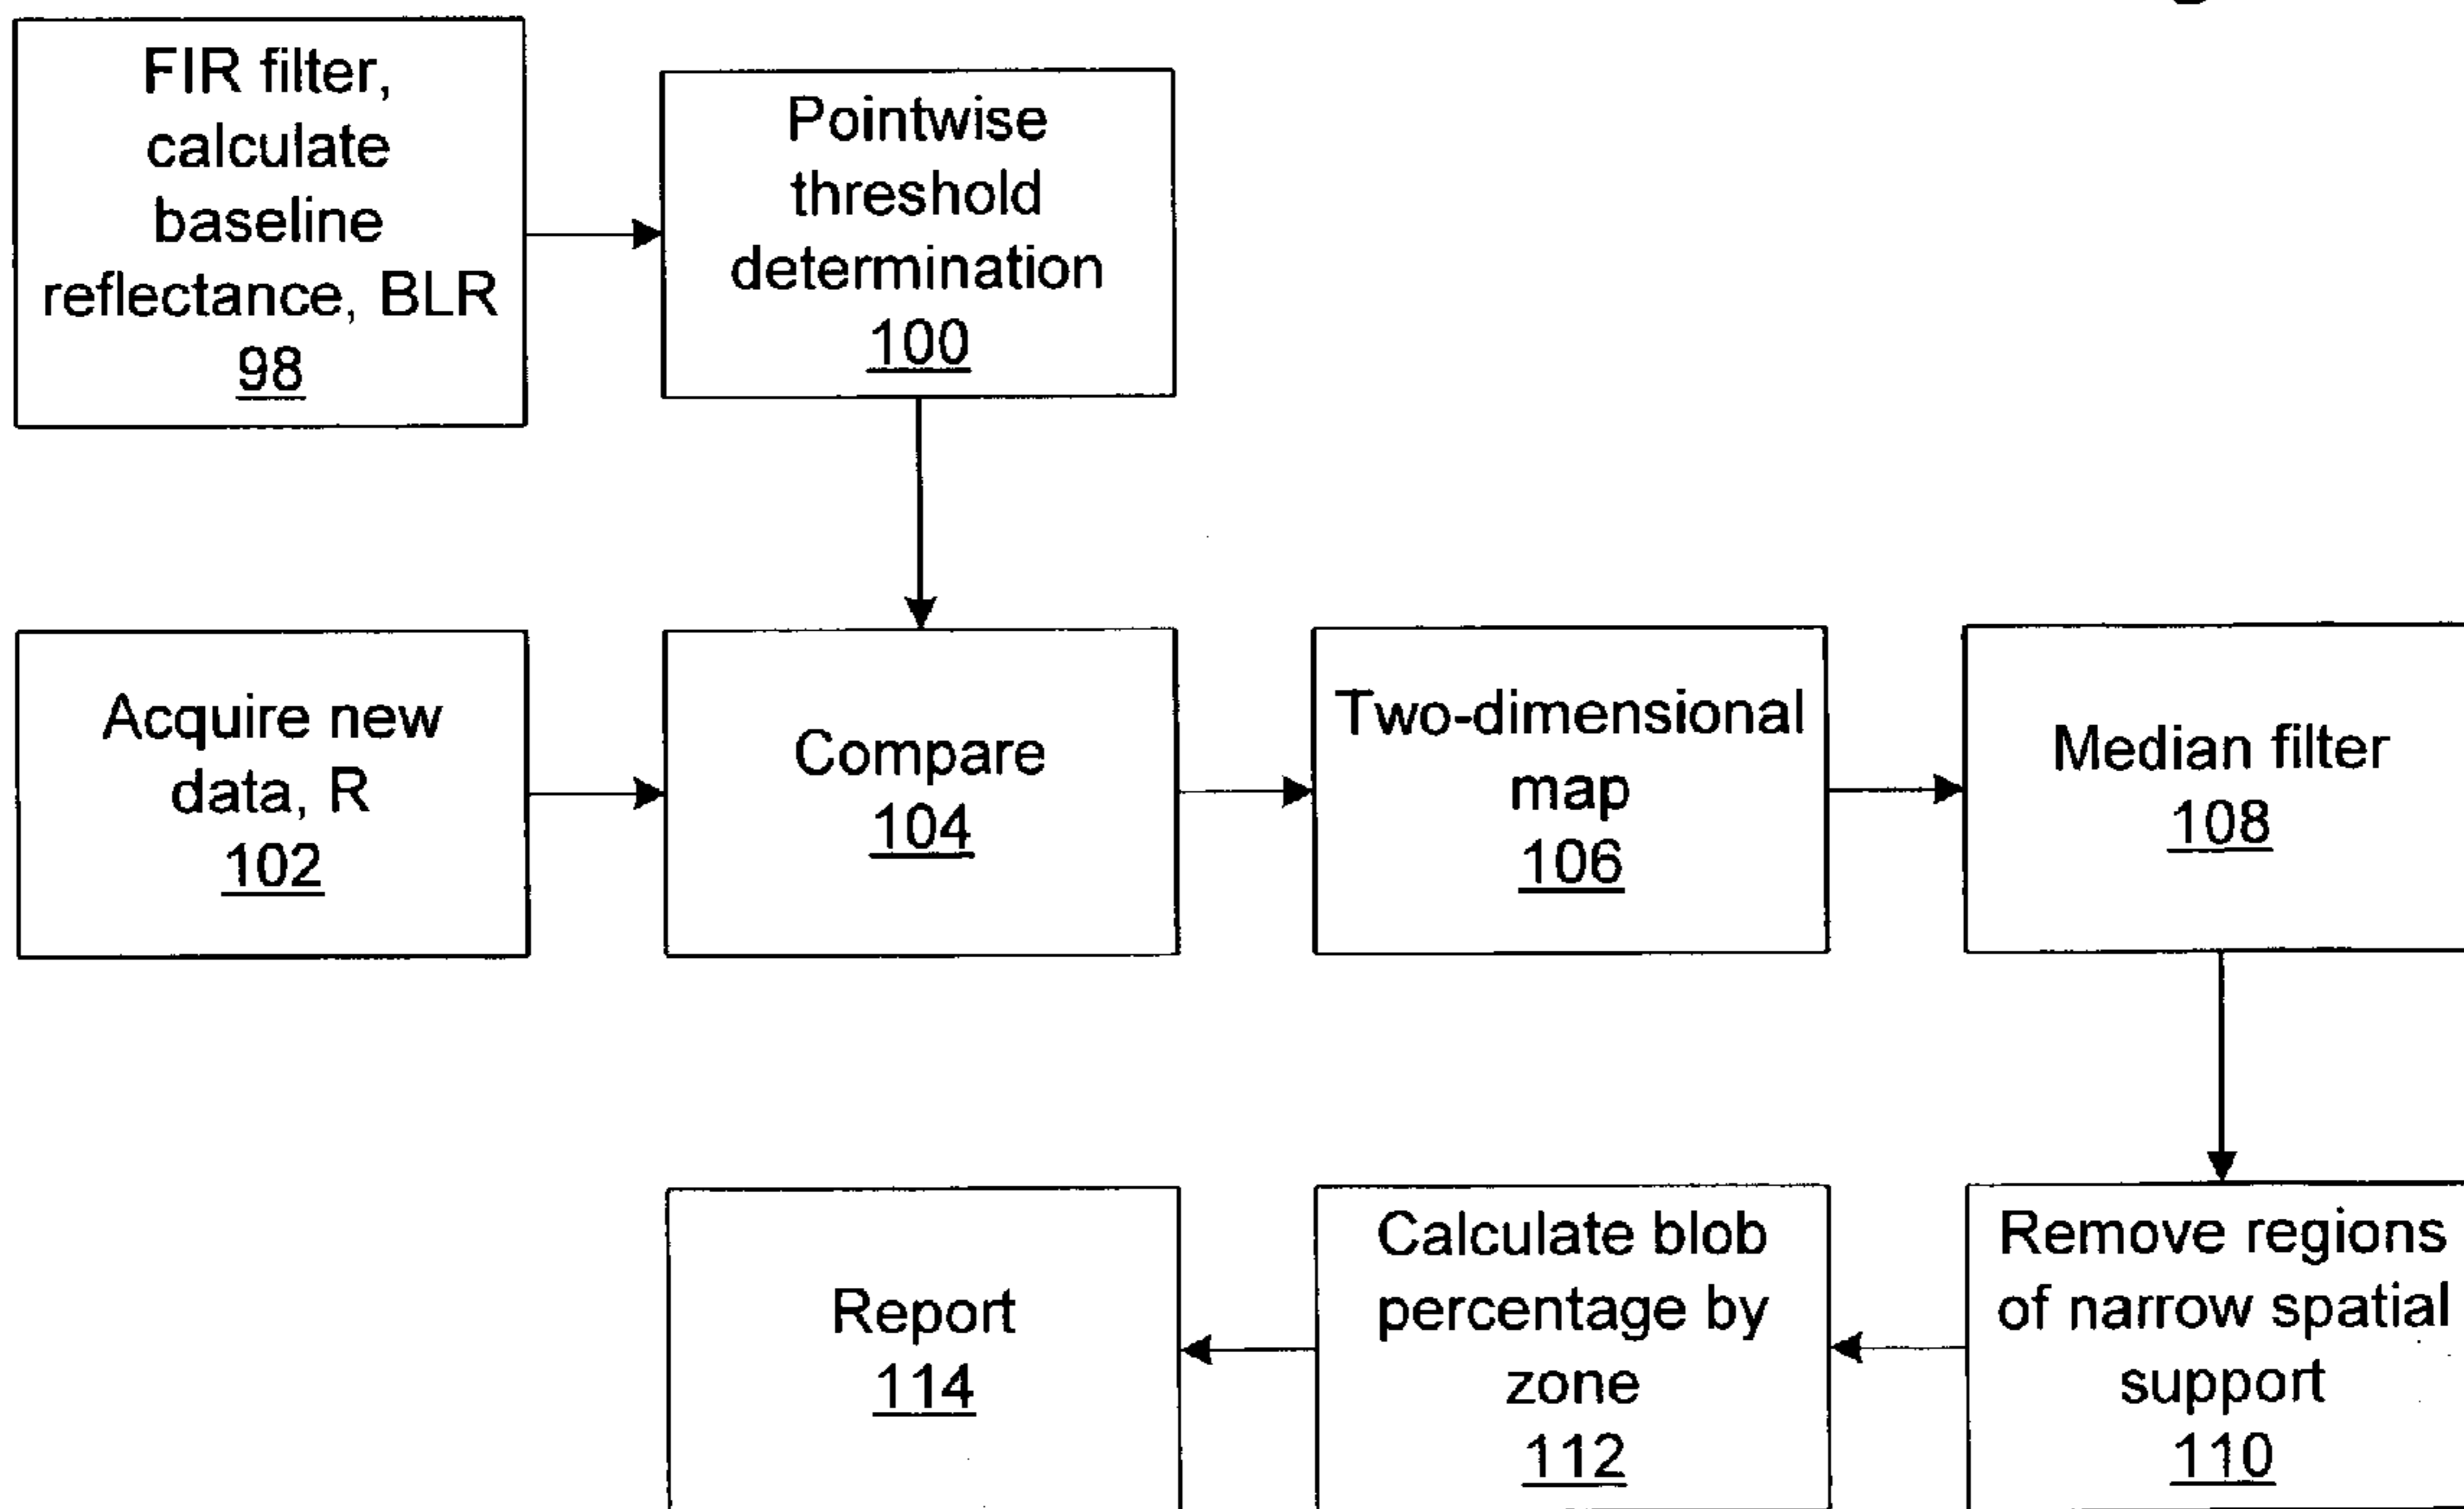 FIR filter,
calculate
baseline
reflectance, BLR
98
Pointwise
threshold
determination
100
Acquire new
data, R
102
Compare
104
Two-dimensional
map
106
Median filter
108
Remove regions
of narrow spatial
support
110
Calculate blob
percentage by
zone
112
Report
114